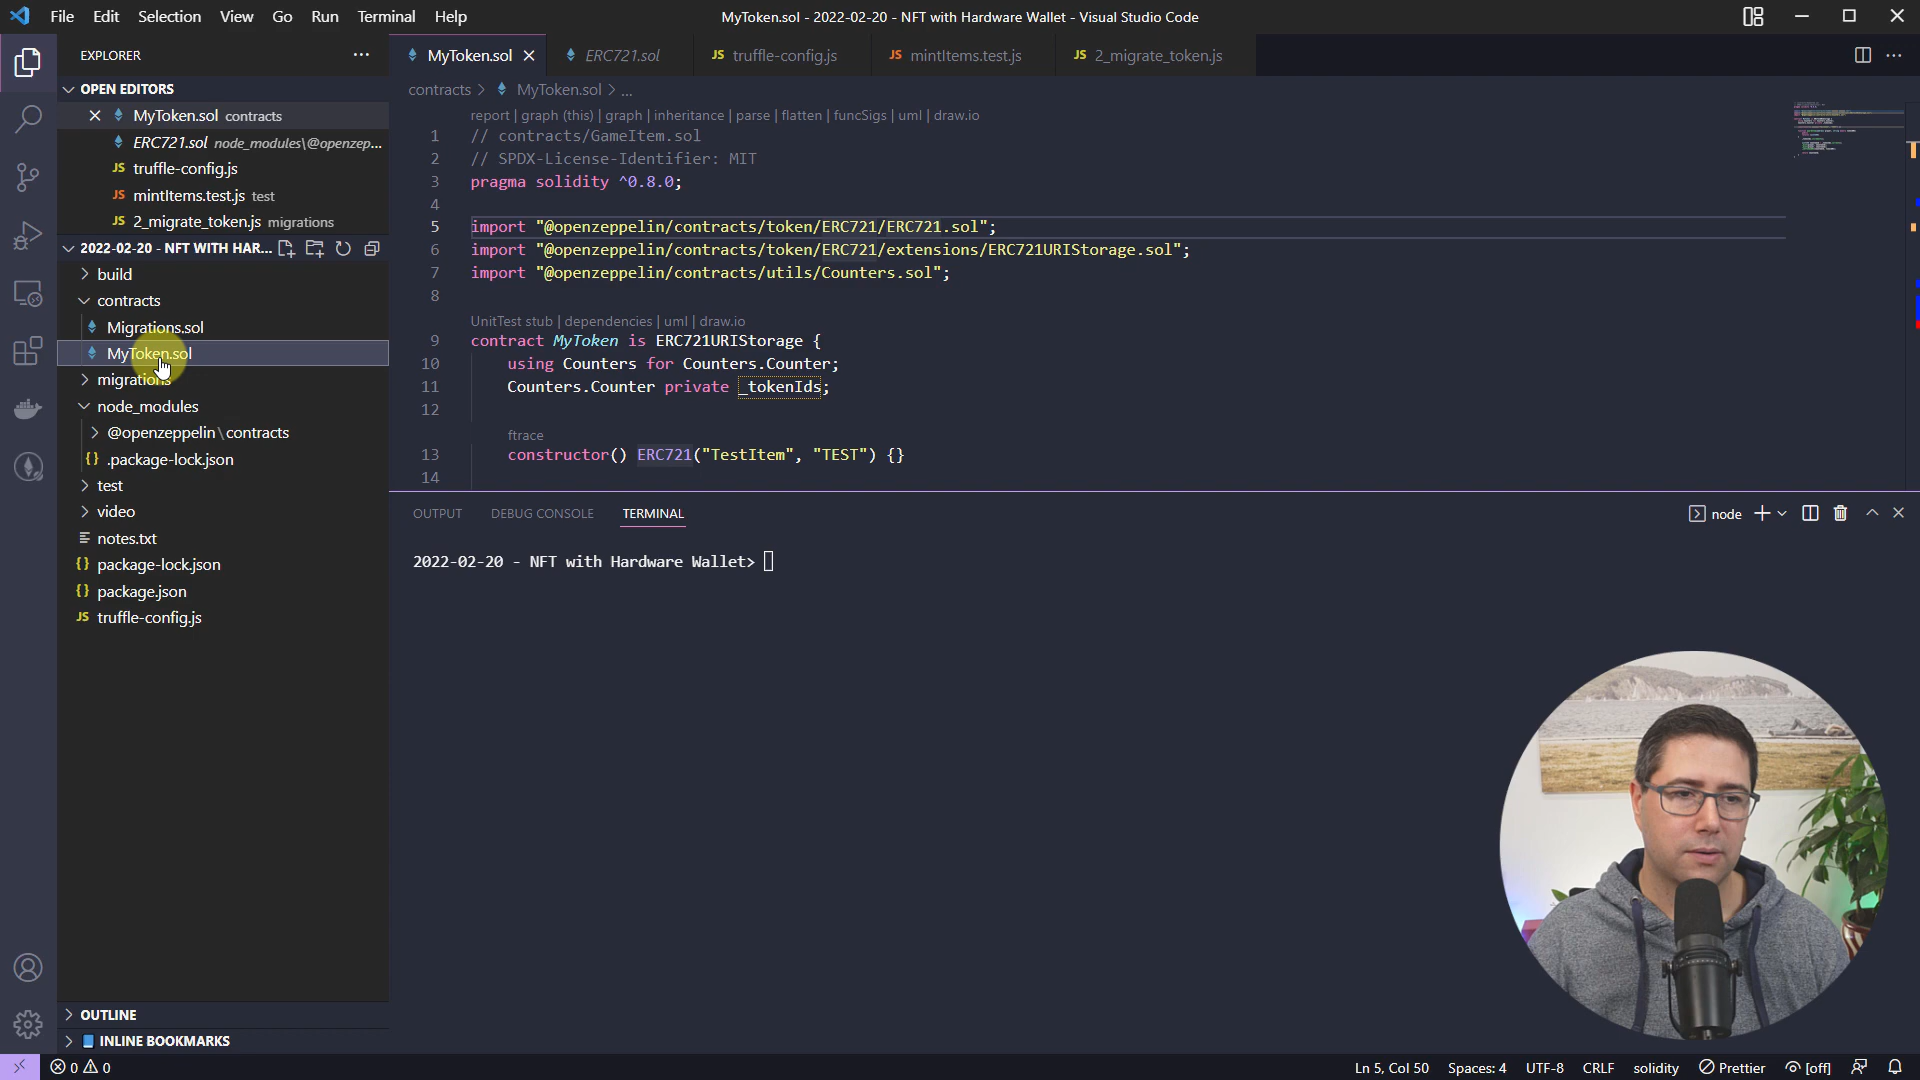 File Edit Selection View Go Run Terminal Help
MyToken.sol - 2022-02-20 - NFT with Hardware Wallet - Visual Studio Code
EXPLORER
OPEN EDITORS
MyToken.sol contracts
ERC721.sol node_modules\@openzep...
JS truffle-config.js
JS mintItems.test.js test
JS 2_migrate_token.js migrations
2022-02-20 - NFT WITH HAR...
build
contracts
Migrations.sol
MyToken.sol
migrations
node_modules
@openzeppelin\contracts
{} .package-lock.json
test
video
notes.txt
{} package-lock.json
{} package.json
JS truffle-config.js
OUTLINE
INLINE BOOKMARKS
MyToken.sol
ERC721.sol
JS truffle-config.js
JS mintItems.test.js
JS 2_migrate_token.js
contracts > MyToken.sol > ...
report | graph (this) | graph | inheritance | parse | flatten | funcSigs | uml | draw.io
1 // contracts/GameItem.sol
2 // SPDX-License-Identifier: MIT
3 pragma solidity ^0.8.0;
4
5 import "@openzeppelin/contracts/token/ERC721/ERC721.sol";
6 import "@openzeppelin/contracts/token/ERC721/extensions/ERC721URIStorage.sol";
7 import "@openzeppelin/contracts/utils/Counters.sol";
8
UnitTest stub | dependencies | uml | draw.io
9 contract MyToken is ERC721URIStorage {
10 using Counters for Counters.Counter;
11 Counters.Counter private _tokenIds;
12
ftrace
13 constructor() ERC721("TestItem", "TEST") {}
14
OUTPUT DEBUG CONSOLE TERMINAL
node
2022-02-20 - NFT with Hardware Wallet>
0 0
Ln 5, Col 50 Spaces: 4 UTF-8 CRLF solidity Prettier [off]